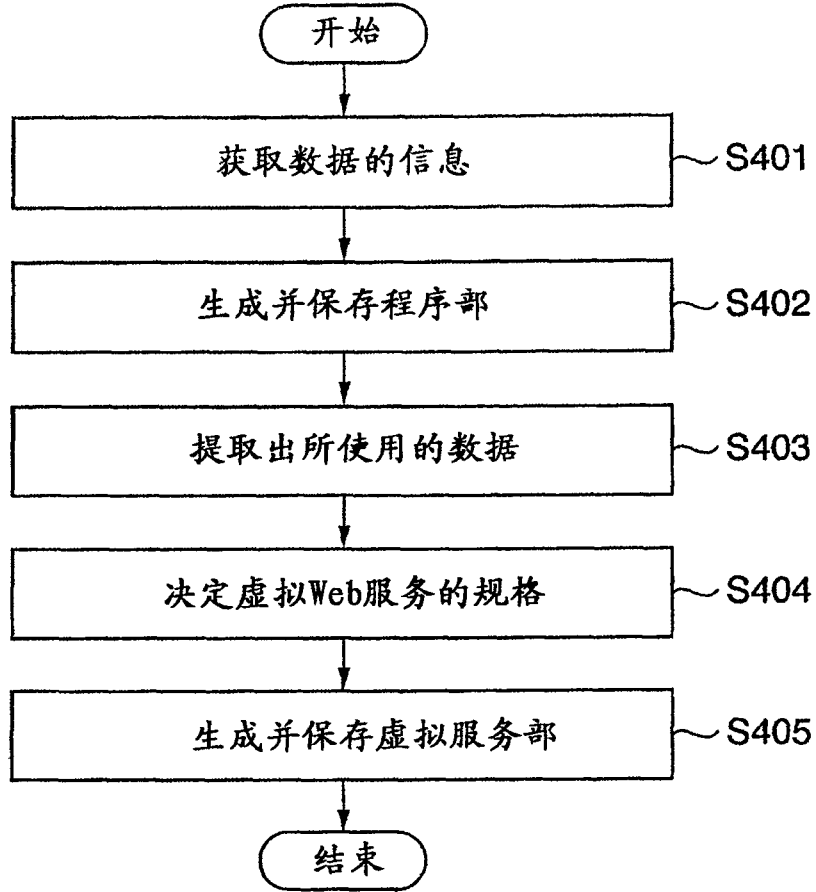 开始
获取数据的信息
S401
生成并保存程序部
S402
提取出所使用的数据
S403
决定虚拟Web服务的规格
S404
生成并保存虚拟服务部
S405
结束